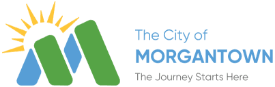 The City of
MORGANTOWN
The Journey Starts Here